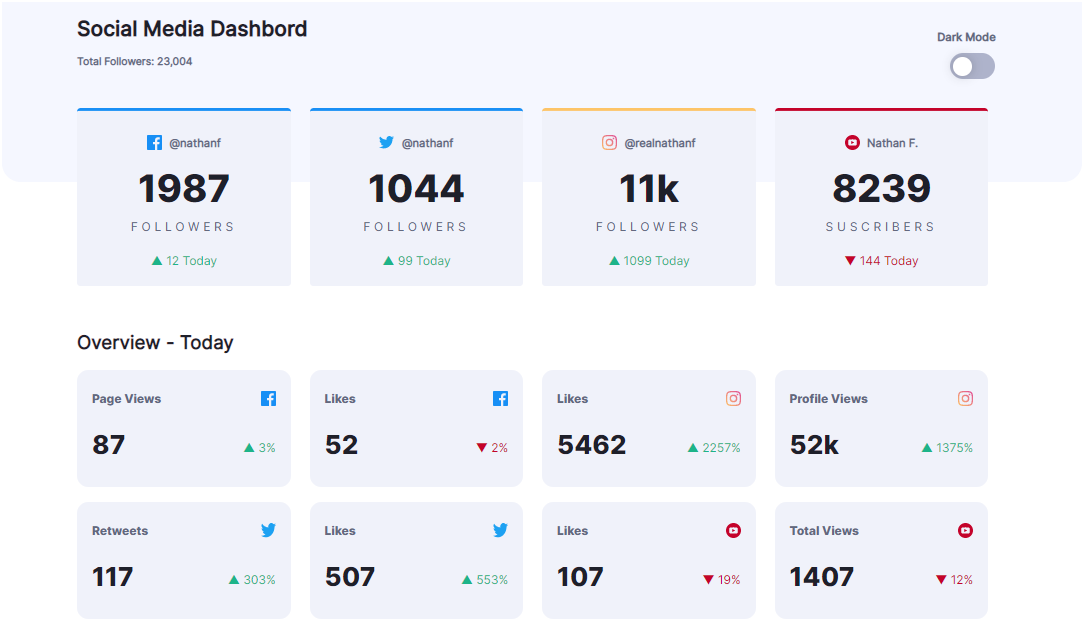 Social Media Dashbord
Total Followers: 23,004
Dark Mode
@nathanf
1987
FOLLOWERS
▲ 12 Today
@nathanf
1044
FOLLOWERS
▲ 99 Today
@realnathanf
11k
FOLLOWERS
▲ 1099 Today
Nathan F.
8239
SUSCRIBERS
▼ 144 Today
Overview - Today
Page Views
87
▲ 3%
Likes
52
▼ 2%
Likes
5462
▲ 2257%
Profile Views
52k
▲ 1375%
Retweets
117
▲ 303%
Likes
507
▲ 553%
Likes
107
▼ 19%
Total Views
1407
▼ 12%